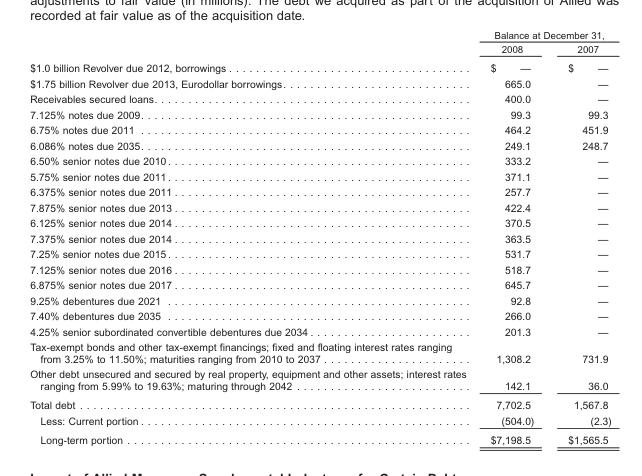 adjustments to fair value (in millions). The debt we acquired as part of the acquisition of Allied was
recorded at fair value as of the acquisition date.
Balance at December 31,
2008 2007
$1.0 billion Revolver due 2012, borrowings $ — $ —
$1.75 billion Revolver due 2013, Eurodollar borrowings 665.0 —
Receivables secured loans 400.0 —
7.125% notes due 2009 99.3 99.3
6.75% notes due 2011 464.2 451.9
6.086% notes due 2035 249.1 248.7
6.50% senior notes due 2010 333.2 —
5.75% senior notes due 2011 371.1 —
6.375% senior notes due 2011 257.7 —
7.875% senior notes due 2013 422.4 —
6.125% senior notes due 2014 370.5 —
7.375% senior notes due 2014 363.5 —
7.25% senior notes due 2015 531.7 —
7.125% senior notes due 2016 518.7 —
6.875% senior notes due 2017 645.7 —
9.25% debentures due 2021 92.8 —
7.40% debentures due 2035 266.0 —
4.25% senior subordinated convertible debentures due 2034 201.3 —
Tax-exempt bonds and other tax-exempt financings; fixed and floating interest rates ranging
from 3.25% to 11.50%; maturities ranging from 2010 to 2037 1,308.2 731.9
Other debt unsecured and secured by real property, equipment and other assets; interest rates
ranging from 5.99% to 19.63%; maturing through 2042 142.1 36.0
Total debt 7,702.5 1,567.8
Less: Current portion (504.0) (2.3)
Long-term portion $7,198.5 $1,565.5